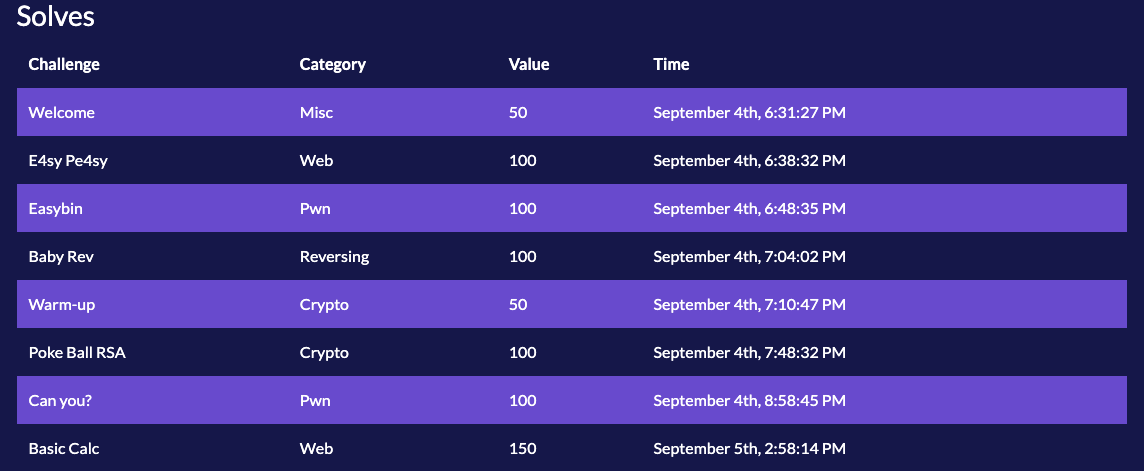 Solves
Challenge Category Value Time
Welcome Misc 50 September 4th, 6:31:27 PM
E4sy Pe4sy Web 100 September 4th, 6:38:32 PM
Easybin Pwn 100 September 4th, 6:48:35 PM
Baby Rev Reversing 100 September 4th, 7:04:02 PM
Warm-up Crypto 50 September 4th, 7:10:47 PM
Poke Ball RSA Crypto 100 September 4th, 7:48:32 PM
Can you? Pwn 100 September 4th, 8:58:45 PM
Basic Calc Web 150 September 5th, 2:58:14 PM